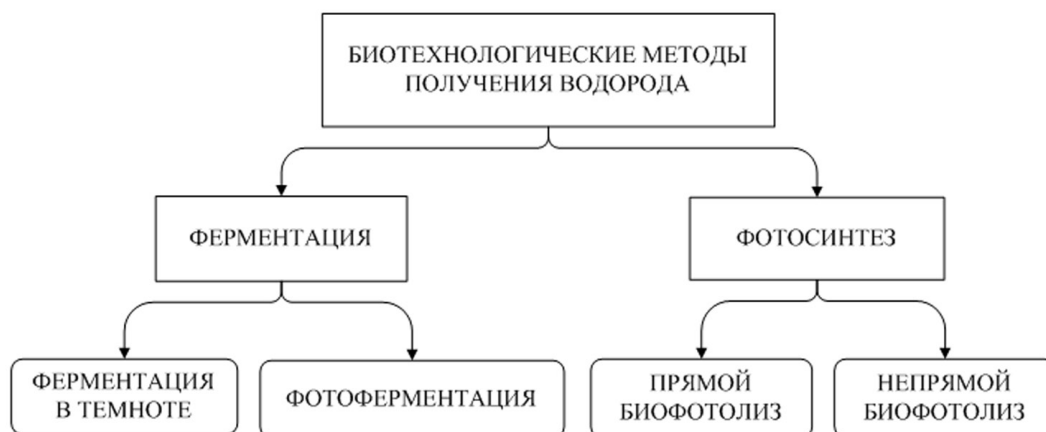 БИОТЕХНОЛОГИЧЕСКИЕ МЕТОДЫ
ПОЛУЧЕНИЯ ВОДОРОДА
ФЕРМЕНТАЦИЯ
ФОТОСИНТЕЗ
ФЕРМЕНТАЦИЯ
В ТЕМНОТЕ
ФОТОФЕРМЕНТАЦИЯ
ПРЯМОЙ
БИОФОТОЛИЗ
НЕПРЯМОЙ
БИОФОТОЛИЗ